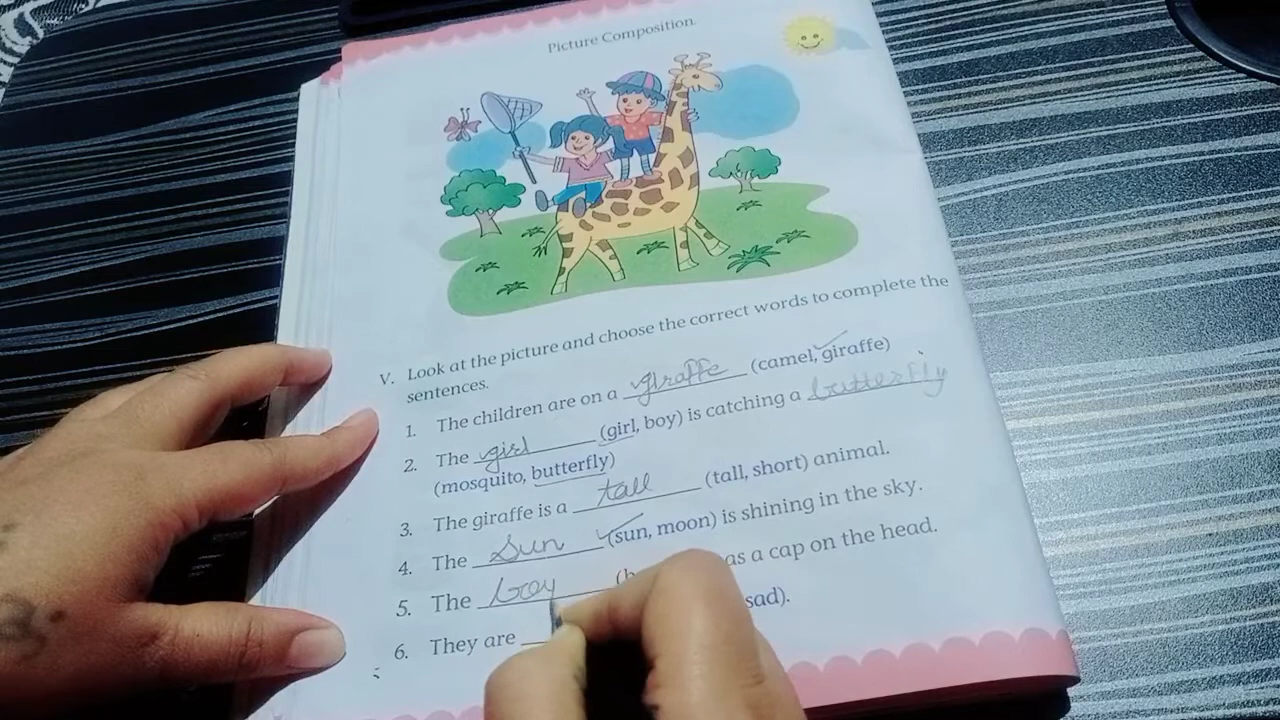 Picture Composition.
V. Look at the picture and choose the correct words to complete the
sentences.
1. The children are on a giraffe (camel, giraffe)
2. The girl (girl, boy) is catching a butterfly
(mosquito, butterfly)
3. The giraffe is a tall (tall, short) animal.
4. The sun (sun, moon) is shining in the sky.
5. The boy as a cap on the head.
6. They are sad).